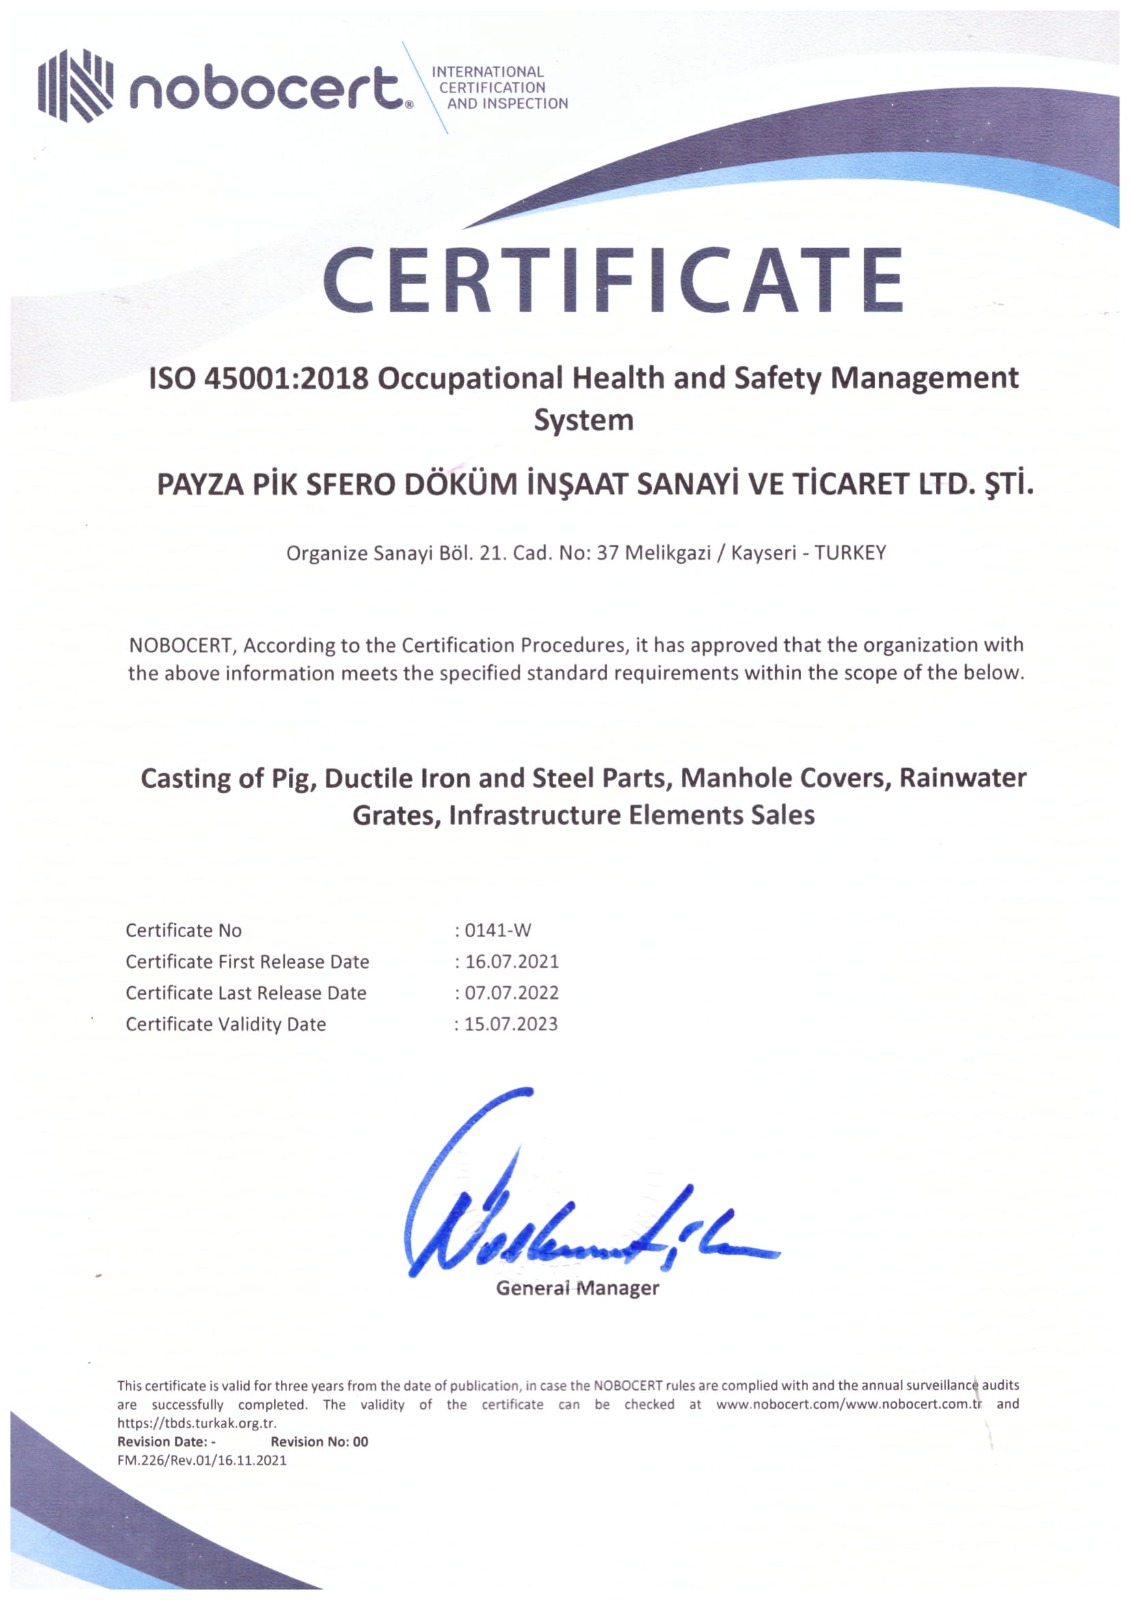 nobocert®
INTERNATIONAL
CERTIFICATION
AND INSPECTION
CERTIFICATE
ISO 45001:2018 Occupational Health and Safety Management
System
PAYZA PİK SFERO DÖKÜM İNŞAAT SANAYİ VE TİCARET LTD. ŞTİ.
Organize Sanayi Böl. 21. Cad. No: 37 Melikgazi / Kayseri - TURKEY
NOBOCERT, According to the Certification Procedures, it has approved that the organization with
the above information meets the specified standard requirements within the scope of the below.
Casting of Pig, Ductile Iron and Steel Parts, Manhole Covers, Rainwater
Grates, Infrastructure Elements Sales
Certificate No : 0141-W
Certificate First Release Date : 16.07.2021
Certificate Last Release Date : 07.07.2022
Certificate Validity Date : 15.07.2023
General Manager
This certificate is valid for three years from the date of publication, in case the NOBOCERT rules are complied with and the annual surveillance audits
are successfully completed. The validity of the certificate can be checked at www.nobocert.com/www.nobocert.com.tr and
https://tbds.turkak.org.tr.
Revision Date: - Revision No: 00
FM.226/Rev.01/16.11.2021